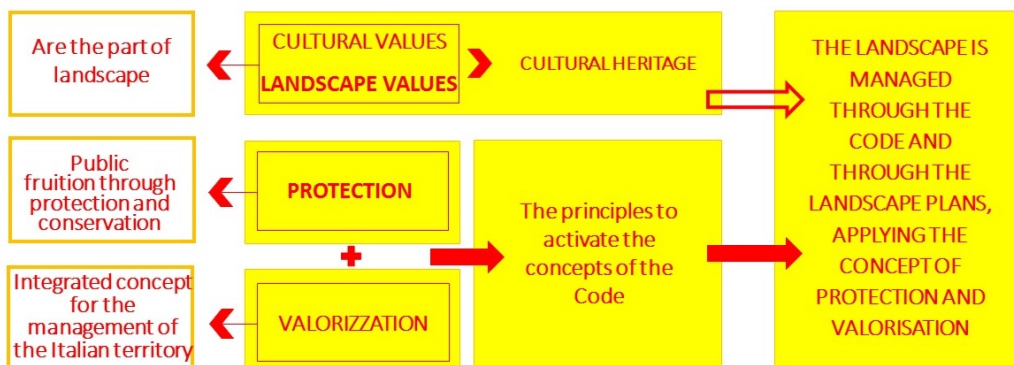 Are the part of
landscape
CULTURAL VALUES
LANDSCAPE VALUES
CULTURAL HERITAGE
Public
fruition through
protection and
conservation
PROTECTION
+
Integrated concept
for the
management of
the Italian territory
VALORIZZATION
The principles to
activate the
concepts of the
Code
THE LANDSCAPE IS
MANAGED
THROUGH THE
CODE AND
THROUGH THE
LANDSCAPE PLANS,
APPLYING THE
CONCEPT OF
PROTECTION AND
VALORISATION